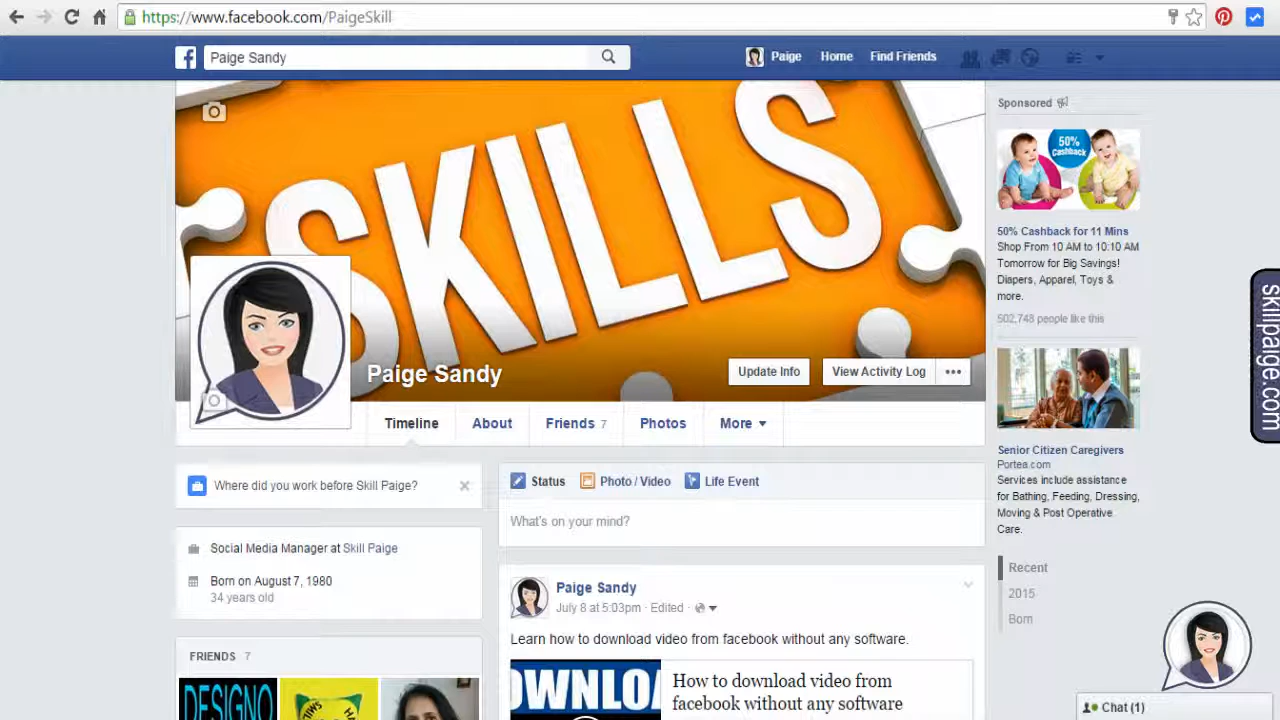 https://www.facebook.com/PaigeSkill
Paige Sandy
Paige
Home
Find Friends
SKILLS
Paige Sandy
Update Info
View Activity Log
Timeline
About
Friends 7
Photos
More
Where did you work before Skill Paige?
Social Media Manager at Skill Paige
Born on August 7, 1980
34 years old
FRIENDS 7
DESIGNO
Status
Photo / Video
Life Event
What's on your mind?
Paige Sandy
July 8 at 5:03pm · Edited ·
Learn how to download video from facebook without any software.
OWNLOA
How to download video from
facebook without any software
Sponsored
50%
Cashback
50% Cashback for 11 Mins
Shop From 10 AM to 10:10 AM
Tomorrow for Big Savings!
Diapers, Apparel, Toys &
more.
502,748 people like this
Senior Citizen Caregivers
Portea.com
Services include assistance
for Bathing, Feeding, Dressing,
Moving & Post Operative
Care.
Recent
2015
Born
skillpaige.com
Chat (1)